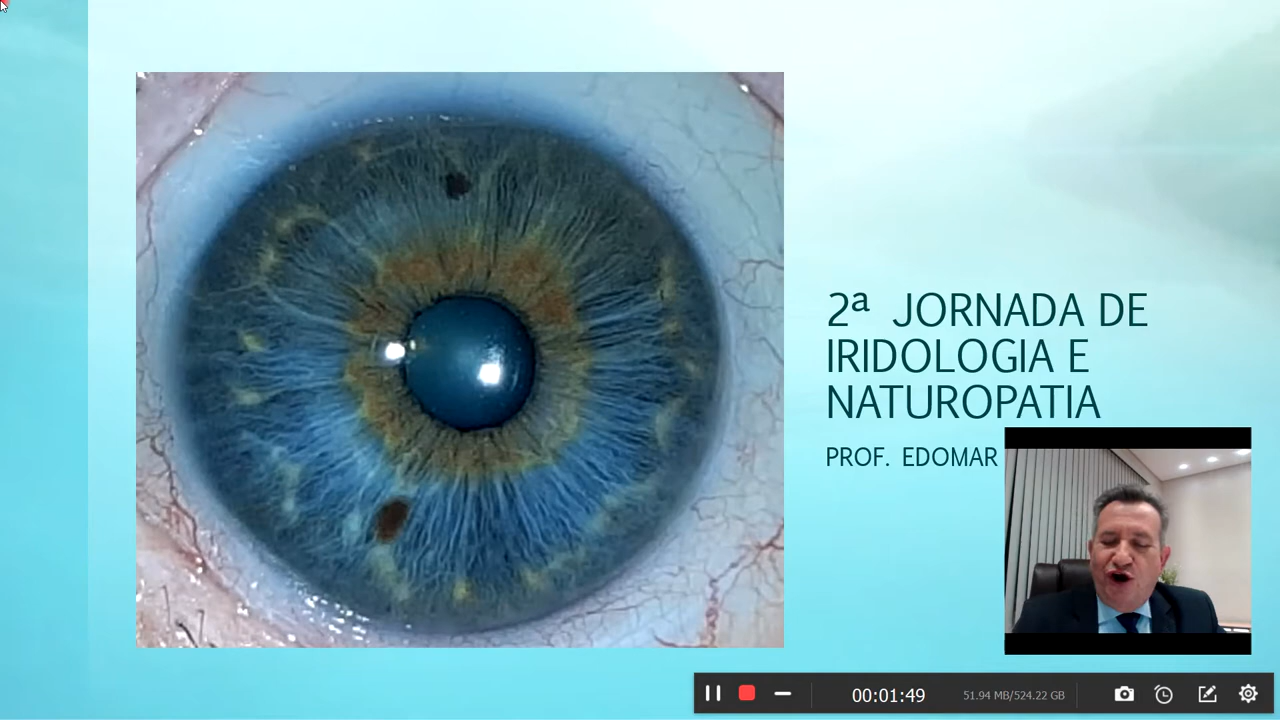 2ª JORNADA DE
IRIDOLOGIA E
NATUROPATIA
PROF. EDOMAR
00:01:49
51.94 MB/524.22 GB